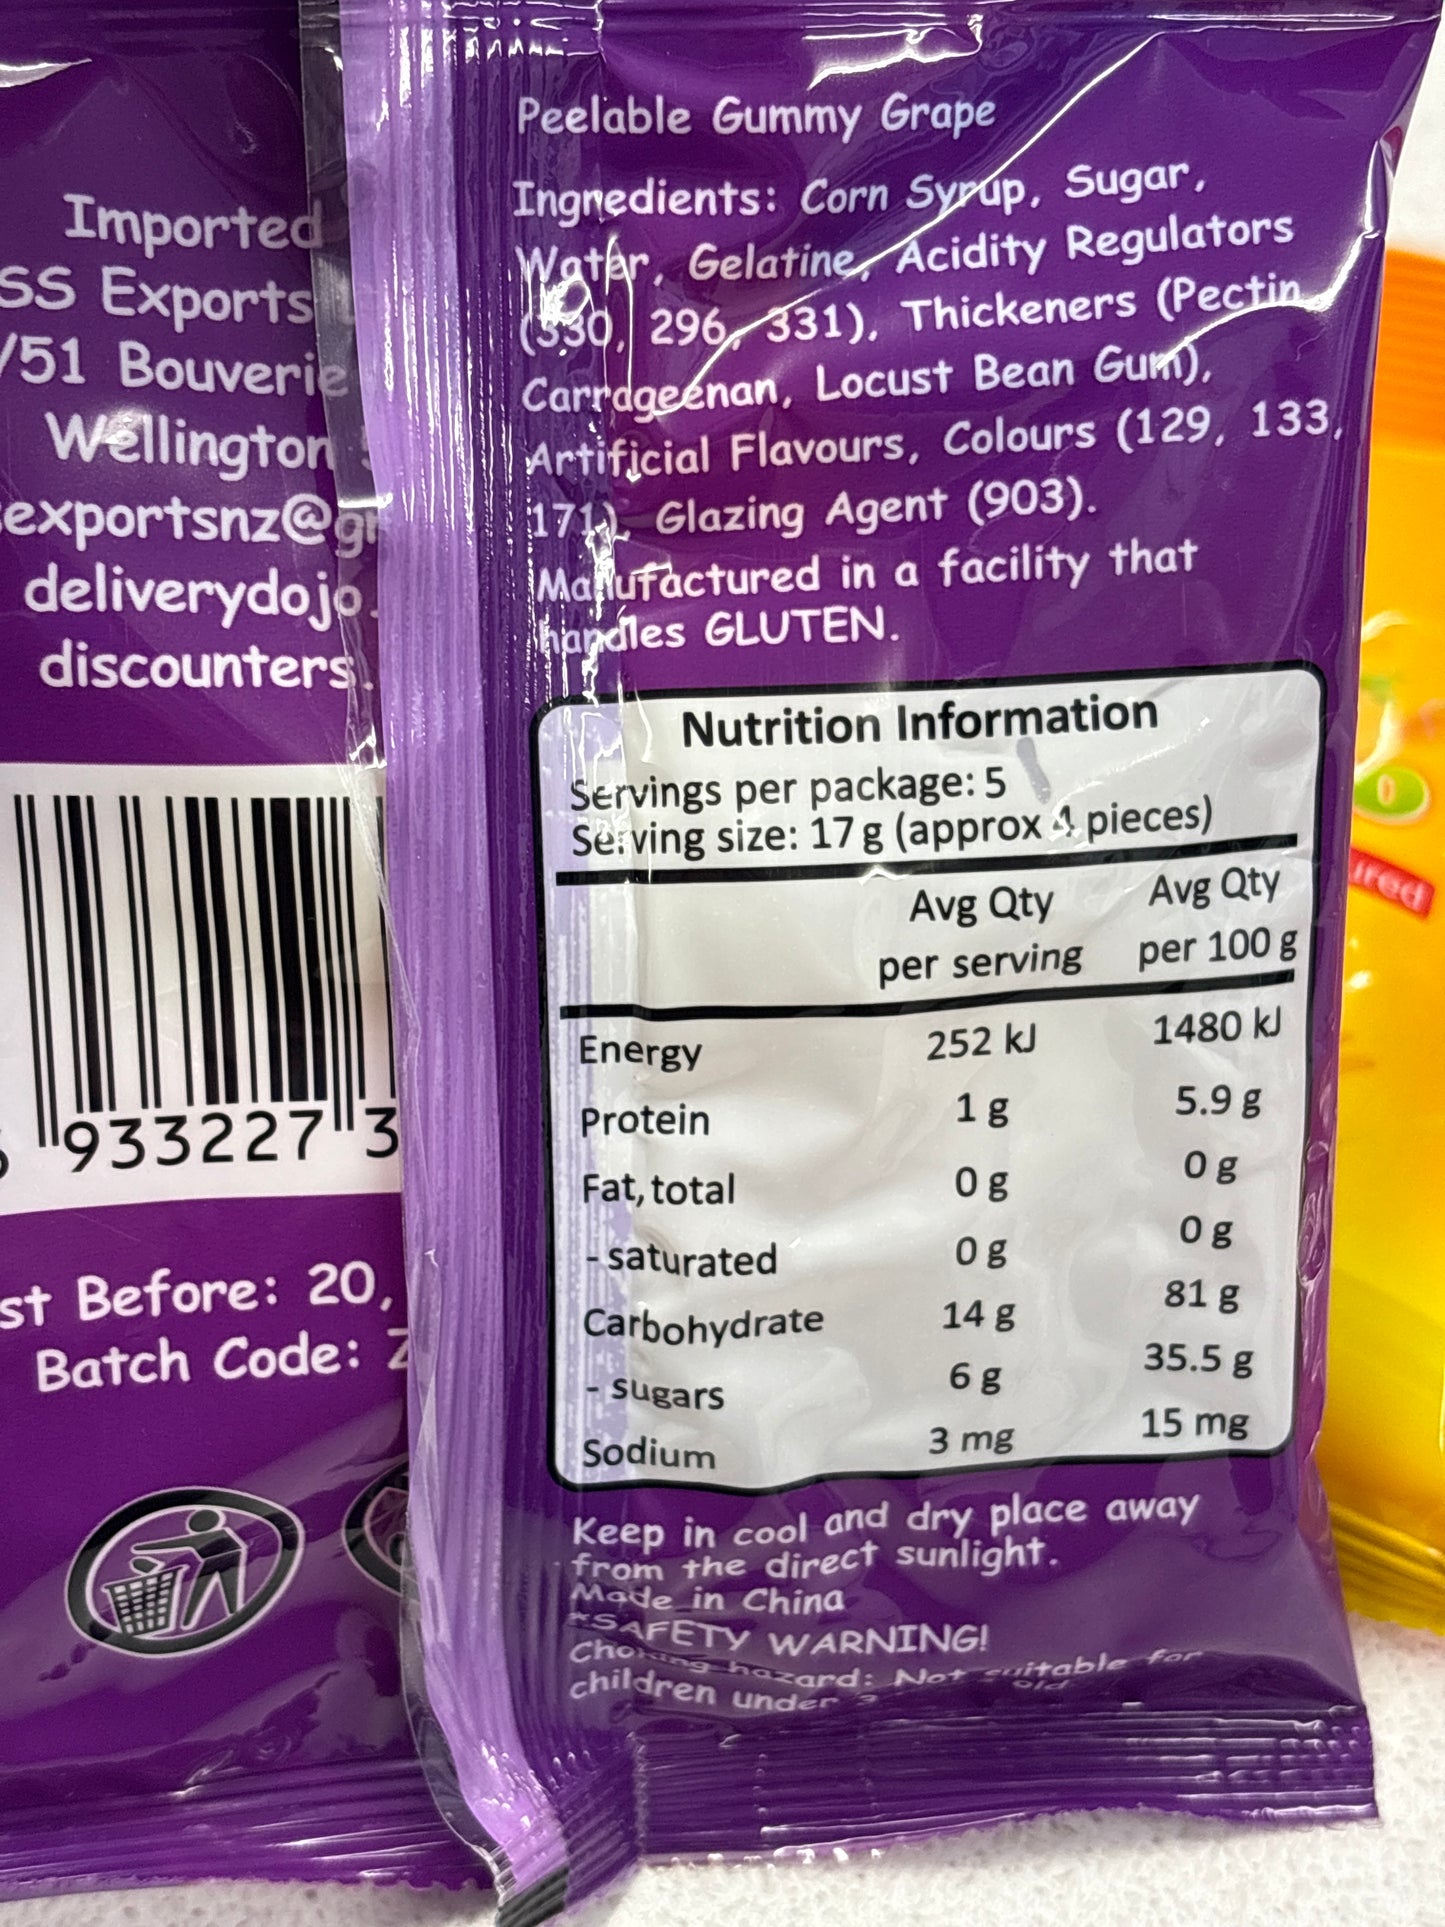 Imported
SS Exports
/51 Bouverie
Wellington
exportsnz@g
deliverydojo.
discounters.
933227 3
st Before: 20,
Batch Code: Z
Peelable Gummy Grape
Ingredients: Corn Syrup, Sugar,
Water, Gelatine, Acidity Regulators
(330, 296, 331), Thickeners (Pectin
Carrageenan, Locust Bean Gum),
Artificial Flavours, Colours (129, 133,
171), Glazing Agent (903).
Manufactured in a facility that
handles GLUTEN.
Nutrition Information
Servings per package: 5
Serving size: 17 g (approx 4 pieces)
Avg Qty Avg Qty
per serving per 100 g
Energy 252 kJ 1480 kJ
Protein 1 g 5.9 g
Fat, total 0 g 0 g
- saturated 0 g 0 g
Carbohydrate 14 g 81 g
- sugars 6 g 35.5 g
Sodium 3 mg 15 mg
Keep in cool and dry place away
from the direct sunlight.
Made in China
*SAFETY WARNING!
Choking hazard: Not suitable for
children under 3 old
ured